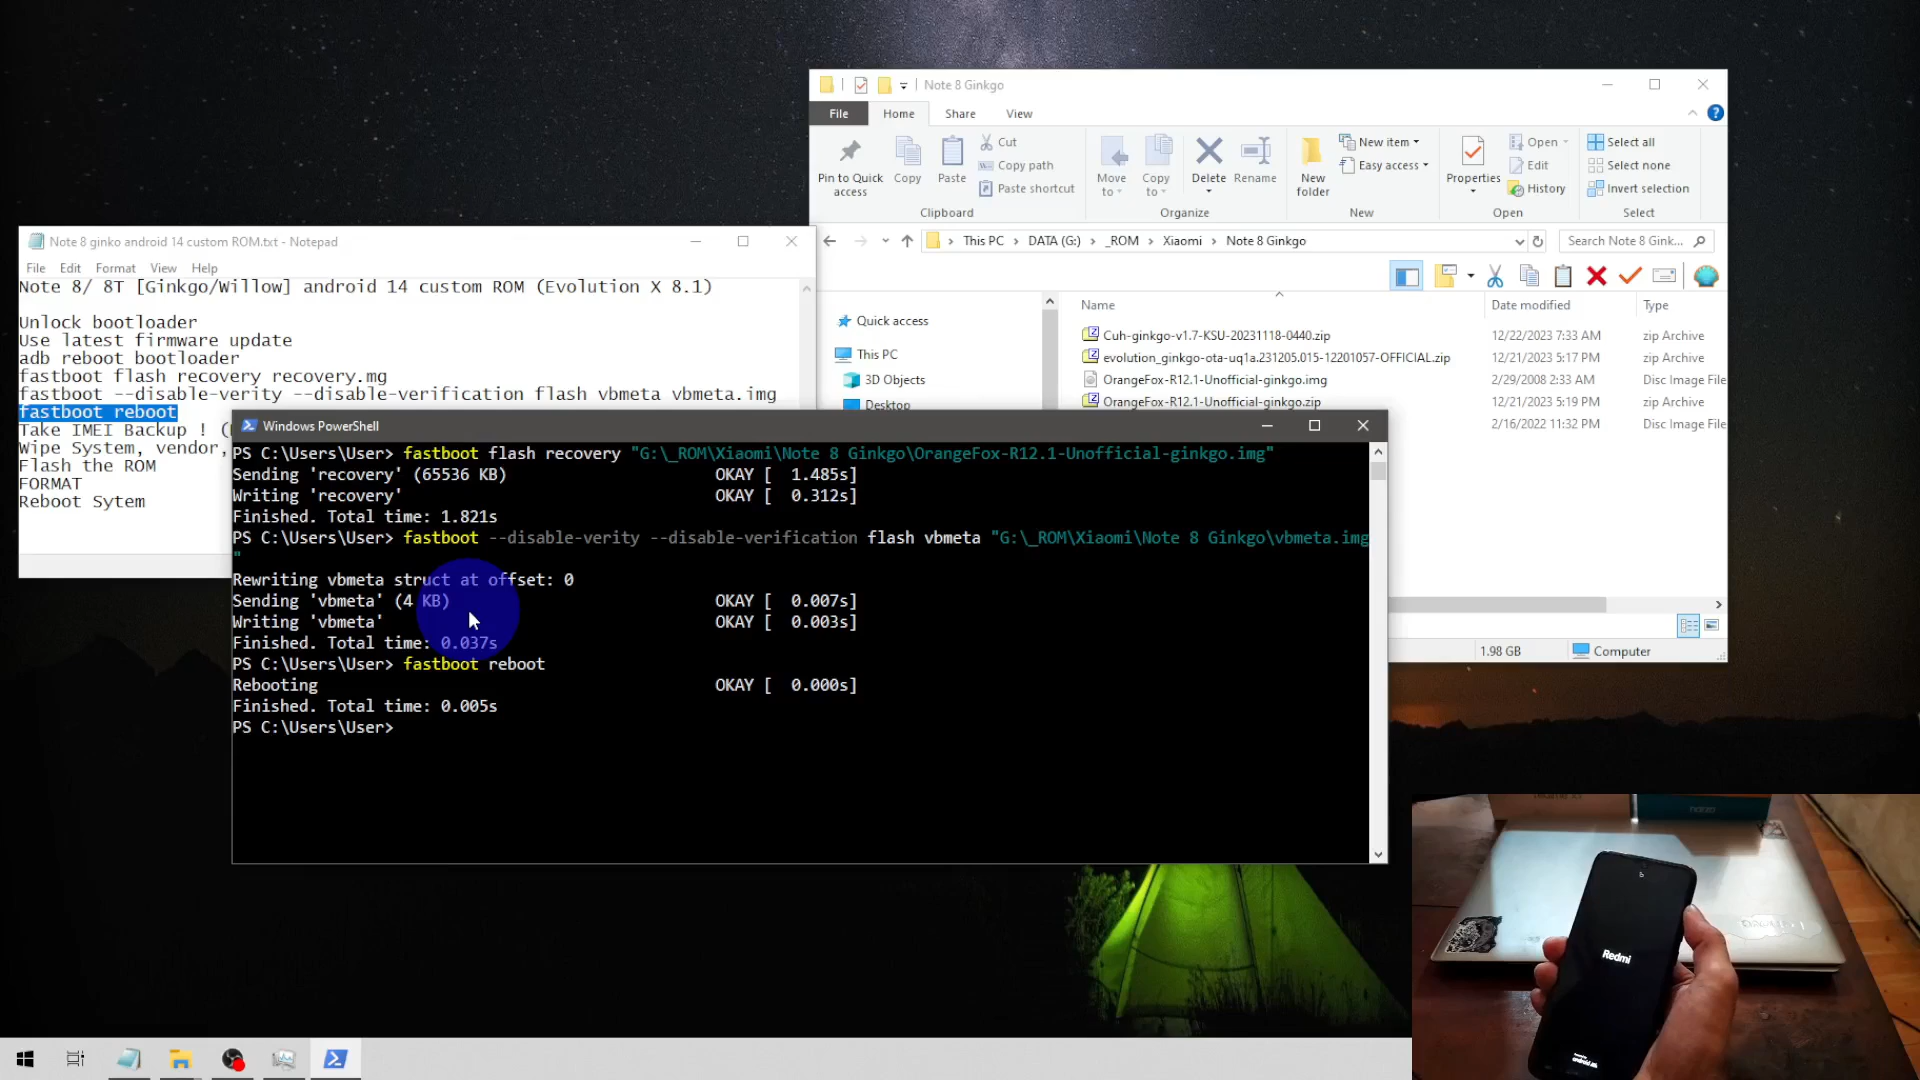 Note 8 Ginkgo
File
Home
Share
View
Pin to Quick
access
Copy
Paste
Cut
Copy path
Paste shortcut
Clipboard
Move
to
Copy
to
Delete
Rename
Organize
New
folder
New item
Easy access
New
Properties
Open
Edit
History
Open
Select all
Select none
Invert selection
Select
This PC
DATA (G:)
_ROM
Xiaomi
Note 8 Ginkgo
Search Note 8 Gink...
Name
Date modified
Type
Quick access
This PC
3D Objects
Desktop
Cuh-ginkgo-v1.7-KSU-20231118-0440.zip 12/22/2023 7:33 AM zip Archive
evolution_ginkgo-ota-uq1a.231205.015-12201057-OFFICIAL.zip 12/21/2023 5:17 PM zip Archive
OrangeFox-R12.1-Unofficial-ginkgo.img 2/29/2008 2:33 AM Disc Image File
OrangeFox-R12.1-Unofficial-ginkgo.zip 12/21/2023 5:19 PM zip Archive
2/16/2022 11:32 PM Disc Image File
1.98 GB
Computer
Note 8 ginko android 14 custom ROM.txt - Notepad
File Edit Format View Help
Note 8/ 8T [Ginkgo/Willow] android 14 custom ROM (Evolution X 8.1)
Unlock bootloader
Use latest firmware update
adb reboot bootloader
fastboot flash recovery recovery.mg
fastboot --disable-verity --disable-verification flash vbmeta vbmeta.img
fastboot reboot
Take IMEI Backup ! (
Wipe System, vendor,
Flash the ROM
FORMAT
Reboot Sytem
Windows PowerShell
PS C:\Users\User> fastboot flash recovery "G:\_ROM\Xiaomi\Note 8 Ginkgo\OrangeFox-R12.1-Unofficial-ginkgo.img"
Sending 'recovery' (65536 KB) OKAY [ 1.485s]
Writing 'recovery' OKAY [ 0.312s]
Finished. Total time: 1.821s
PS C:\Users\User> fastboot --disable-verity --disable-verification flash vbmeta "G:\_ROM\Xiaomi\Note 8 Ginkgo\vbmeta.img
"
Rewriting vbmeta struct at offset: 0
Sending 'vbmeta' (4 KB) OKAY [ 0.007s]
Writing 'vbmeta' OKAY [ 0.003s]
Finished. Total time: 0.037s
PS C:\Users\User> fastboot reboot
Rebooting OKAY [ 0.000s]
Finished. Total time: 0.005s
PS C:\Users\User>
Redmi